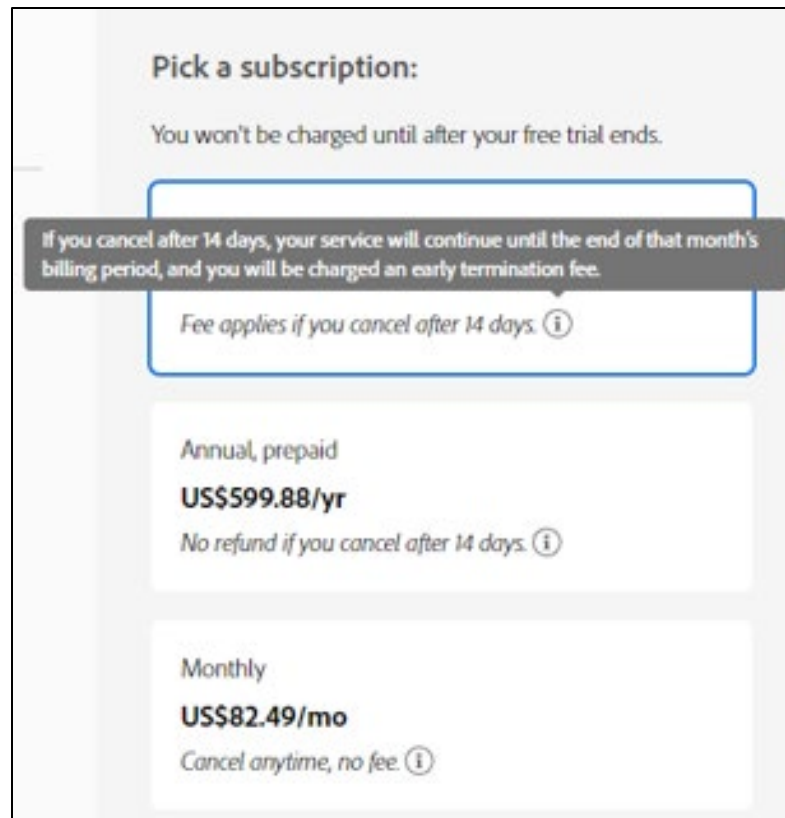 Pick a subscription:
You won't be charged until after your free trial ends.
If you cancel after 14 days, your service will continue until the end of that month's
billing period, and you will be charged an early termination fee.
Fee applies if you cancel after 14 days.
Annual, prepaid
US$599.88/yr
No refund if you cancel after 14 days.
Monthly
US$82.49/mo
Cancel anytime, no fee.